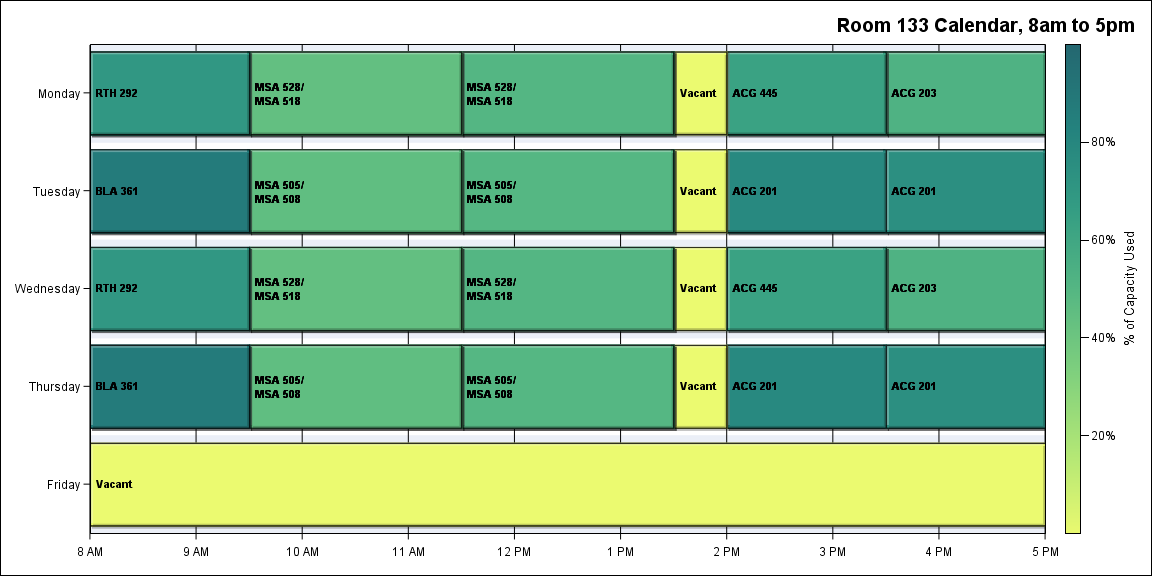 Room 133 Calendar, 8am to 5pm
Monday
RTH 292
MSA 528/
MSA 518
MSA 528/
MSA 518
Vacant
ACG 445
ACG 203
Tuesday
BLA 361
MSA 505/
MSA 508
MSA 505/
MSA 508
Vacant
ACG 201
ACG 201
Wednesday
RTH 292
MSA 528/
MSA 518
MSA 528/
MSA 518
Vacant
ACG 445
ACG 203
Thursday
BLA 361
MSA 505/
MSA 508
MSA 505/
MSA 508
Vacant
ACG 201
ACG 201
Friday
Vacant
8 AM
9 AM
10 AM
11 AM
12 PM
1 PM
2 PM
3 PM
4 PM
5 PM
80%
60%
40%
20%
% of Capacity Used